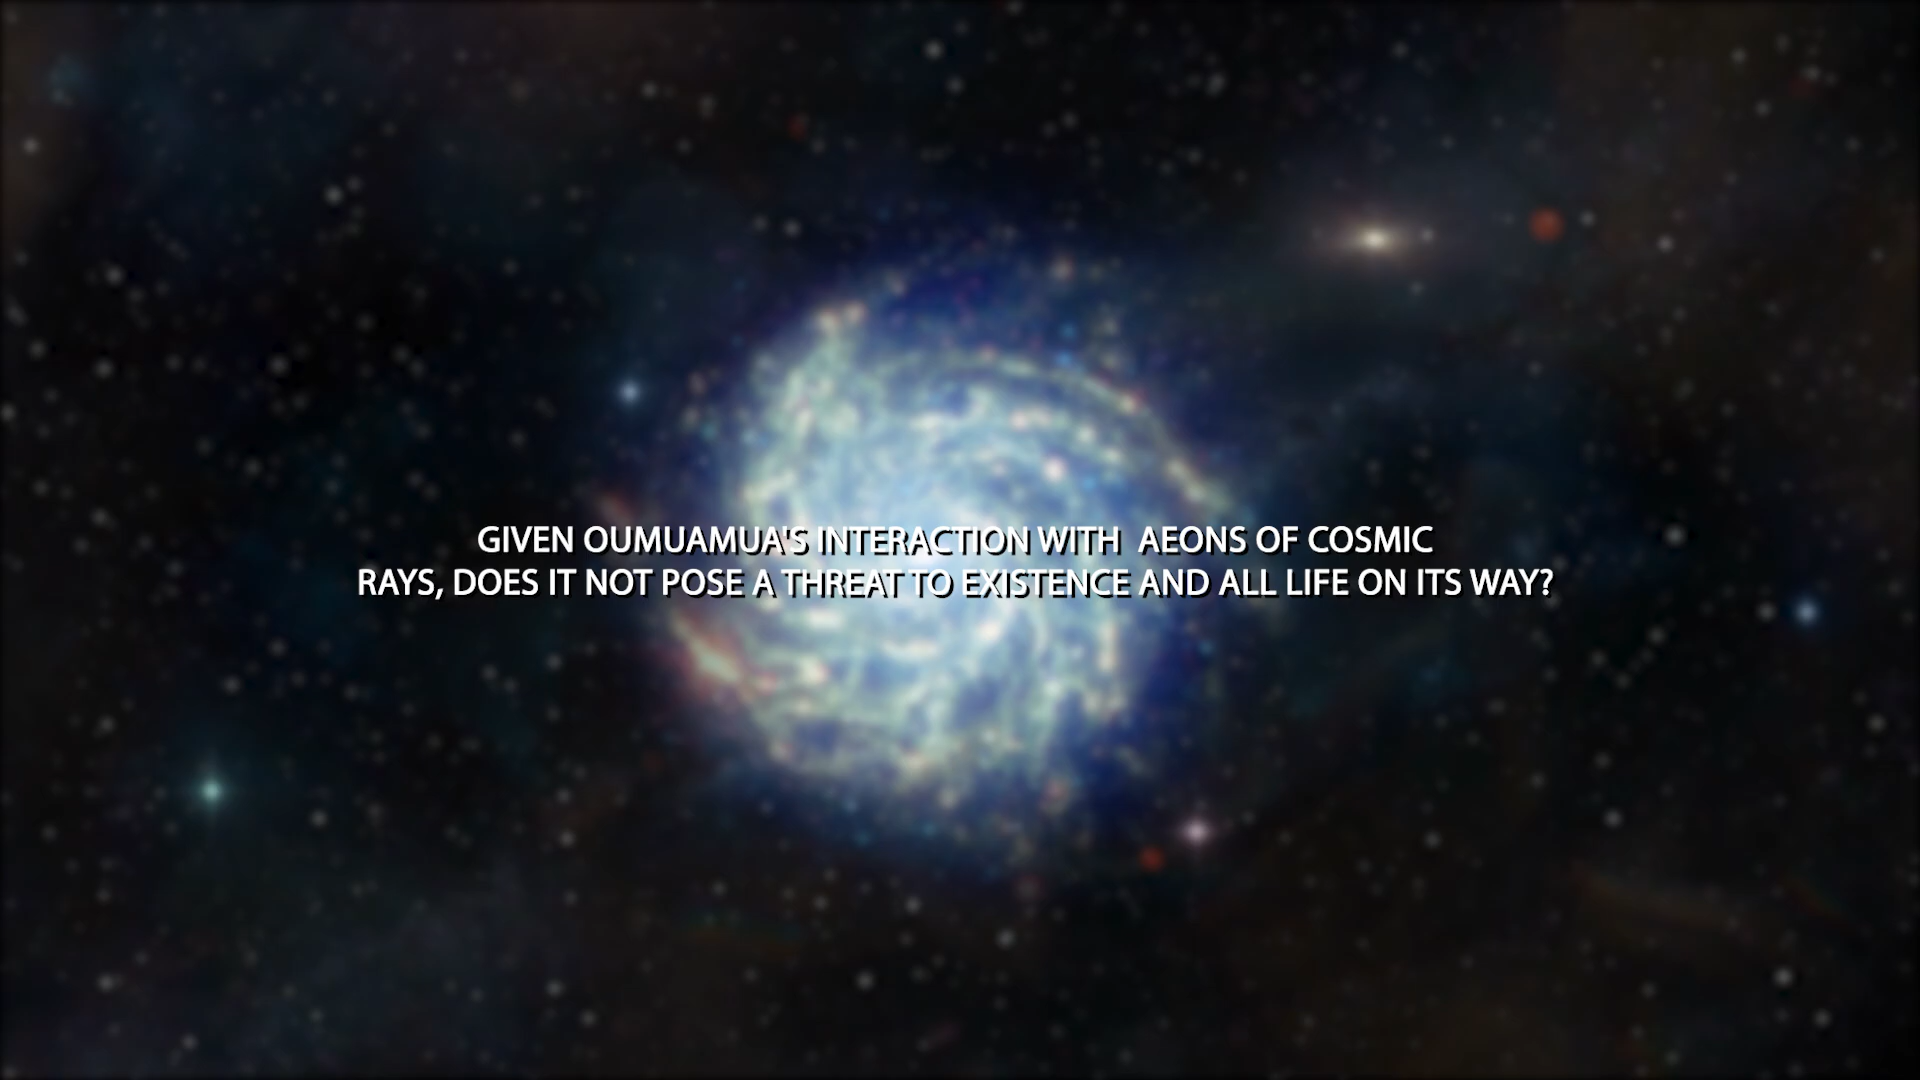 GIVEN OUMUAMUA'S INTERACTION WITH  AEONS OF COSMIC
RAYS, DOES IT NOT POSE A THREAT TO EXISTENCE AND ALL LIFE ON ITS WAY?